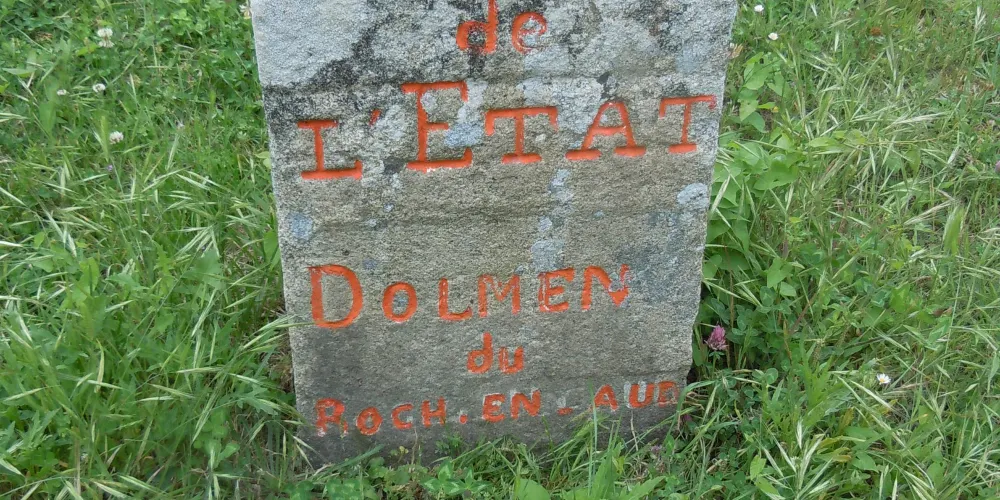 de
L'ETAT
DOLMEN
du
ROCH.EN-AUD